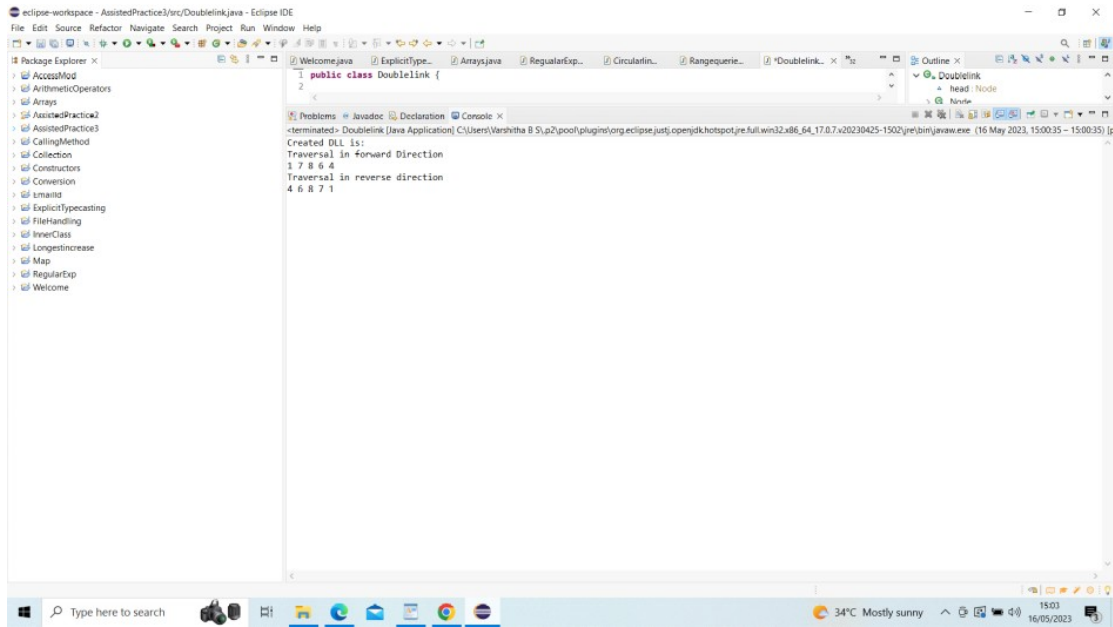 eclipse-workspace - AssistedPractice3/src/Doublelink.java - Eclipse IDE
File Edit Source Refactor Navigate Search Project Run Window Help
Package Explorer
AccessMod
ArithmeticOperators
Arrays
AssistedPractice2
AssistedPractice3
CallingMethod
Collection
Constructors
Conversion
EmailId
ExplicitTypecasting
FileHandling
InnerClass
Longestincrease
Map
RegularExp
Welcome
Welcome.java ExplicitType... Arrays.java RegualarExp... Circularlin... Rangequerie... *Doublelink... "32
1 public class Doublelink {
2
Outline
Doublelink
head : Node
Node
Problems Javadoc Declaration Console
<terminated> Doublelink [Java Application] C:\Users\Varshitha B S\.p2\pool\plugins\org.eclipse.justj.openjdk.hotspot.jre.full.win32.x86_64_17.0.7.v20230425-1502\jre\bin\javaw.exe (16 May 2023, 15:00:35 – 15:00:35) [p
Created DLL is:
Traversal in forward Direction
1 7 8 6 4
Traversal in reverse direction
4 6 8 7 1
Type here to search
34°C Mostly sunny
15:03
16/05/2023